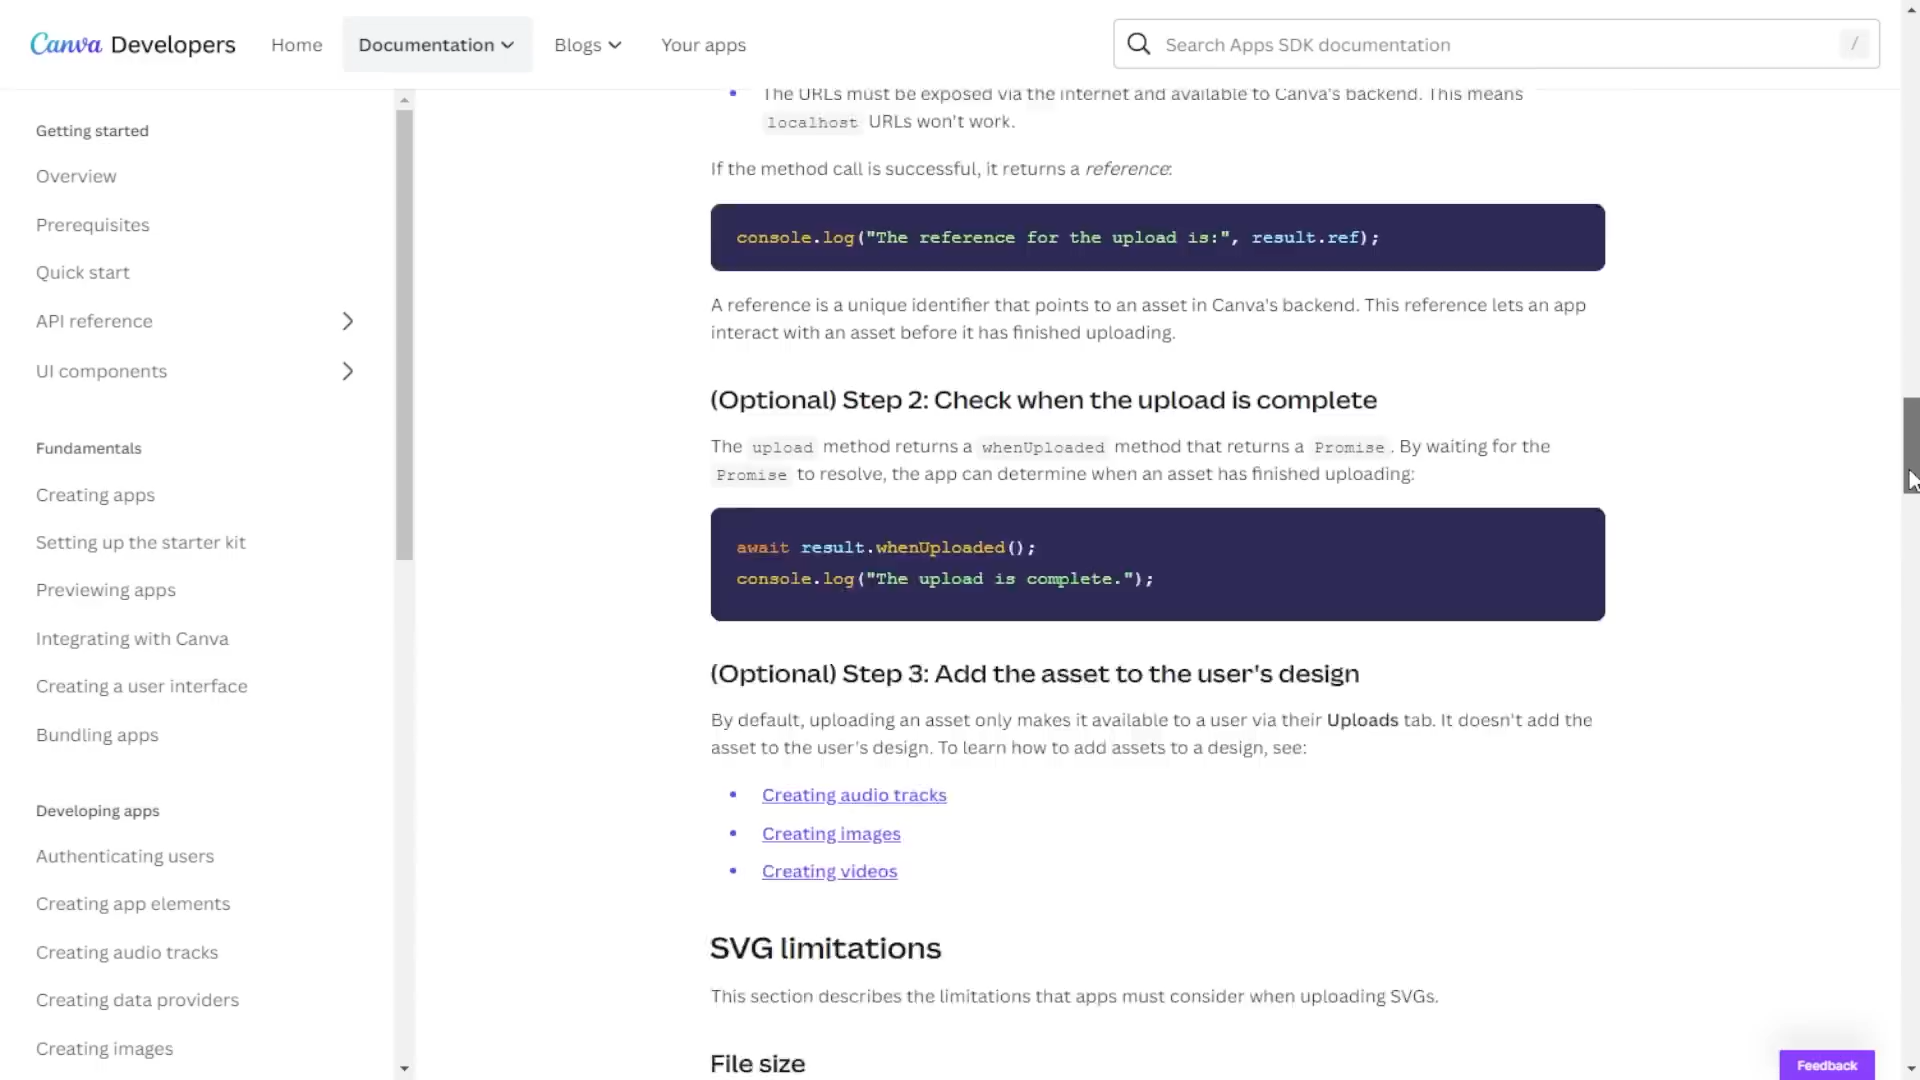 Canva Developers
Home
Documentation
Blogs
Your apps
Search Apps SDK documentation
/
Getting started
Overview
Prerequisites
Quick start
API reference
UI components
Fundamentals
Creating apps
Setting up the starter kit
Previewing apps
Integrating with Canva
Creating a user interface
Bundling apps
Developing apps
Authenticating users
Creating app elements
Creating audio tracks
Creating data providers
Creating images
The URLs must be exposed via the internet and available to Canva's backend. This means
localhost URLs won't work.
If the method call is successful, it returns a reference:
console.log("The reference for the upload is:", result.ref);
A reference is a unique identifier that points to an asset in Canva's backend. This reference lets an app
interact with an asset before it has finished uploading.
(Optional) Step 2: Check when the upload is complete
The upload method returns a whenUploaded method that returns a Promise. By waiting for the
Promise to resolve, the app can determine when an asset has finished uploading:
await result.whenUploaded();
console.log("The upload is complete.");
(Optional) Step 3: Add the asset to the user's design
By default, uploading an asset only makes it available to a user via their Uploads tab. It doesn't add the
asset to the user's design. To learn how to add assets to a design, see:
• Creating audio tracks
• Creating images
• Creating videos
SVG limitations
This section describes the limitations that apps must consider when uploading SVGs.
File size
Feedback